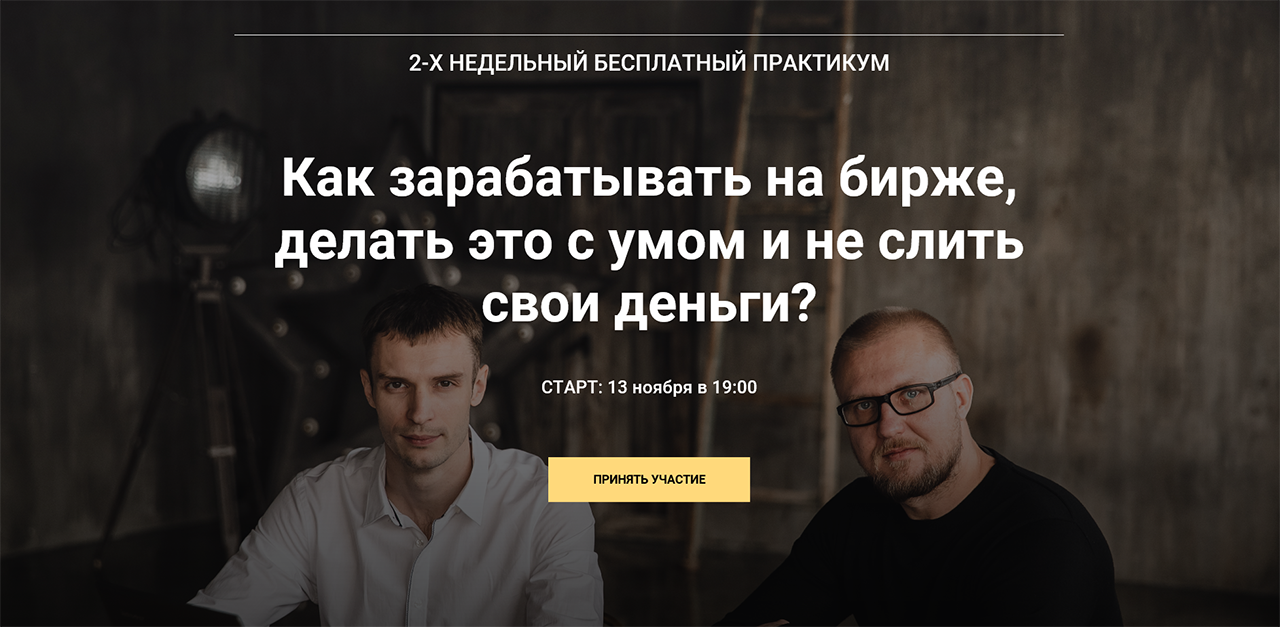 2-Х НЕДЕЛЬНЫЙ БЕСПЛАТНЫЙ ПРАКТИКУМ
Как зарабатывать на бирже,
делать это с умом и не слить
свои деньги?
СТАРТ: 13 ноября в 19:00
ПРИНЯТЬ УЧАСТИЕ